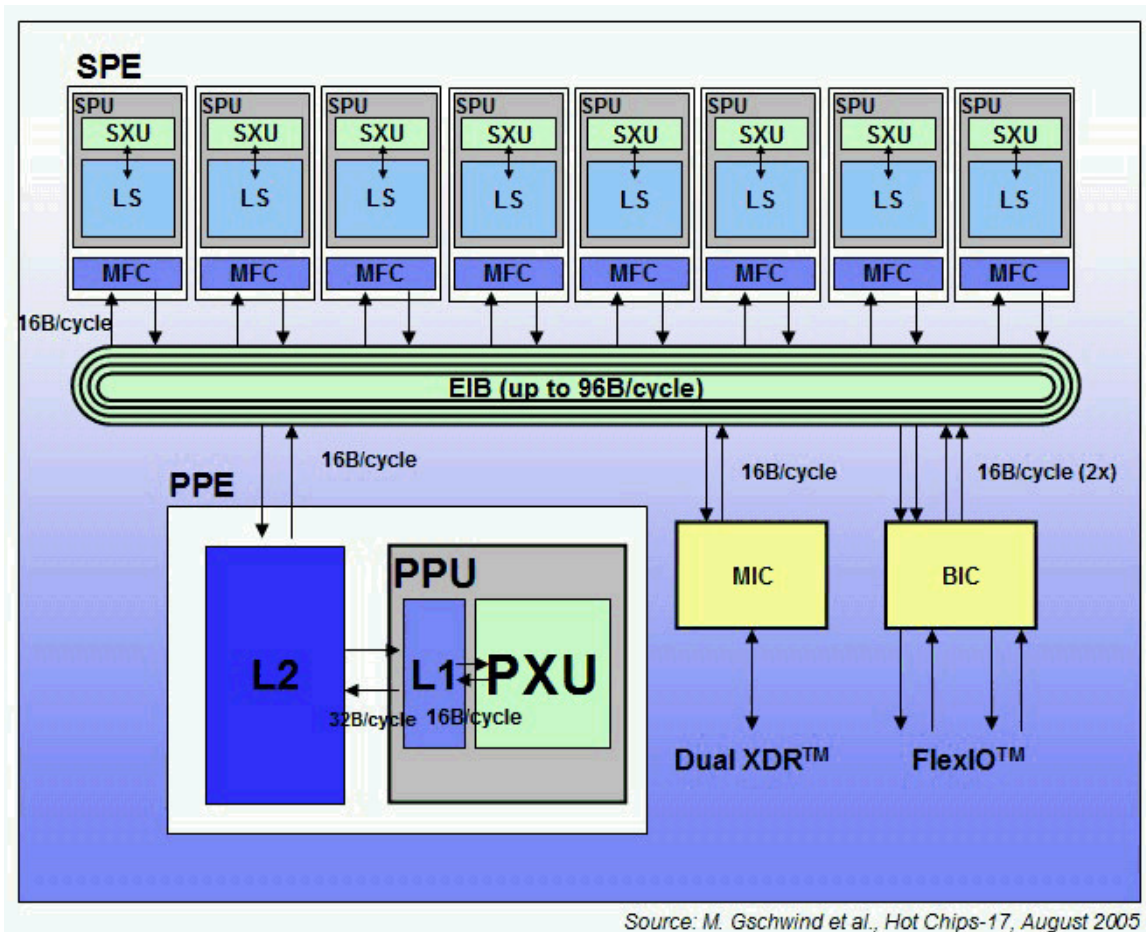 SPE
SPU SPU SPU SPU SPU SPU SPU SPU
SXU SXU SXU SXU SXU SXU SXU SXU
LS LS LS LS LS LS LS LS
MFC MFC MFC MFC MFC MFC MFC MFC
16B/cycle
EIB (up to 96B/cycle)
16B/cycle 16B/cycle 16B/cycle (2x)
PPE
PPU
MIC BIC
L2 L1 PXU
32B/cycle 16B/cycle
Dual XDR™ FlexIO™
Source: M. Gschwind et al., Hot Chips-17, August 2005